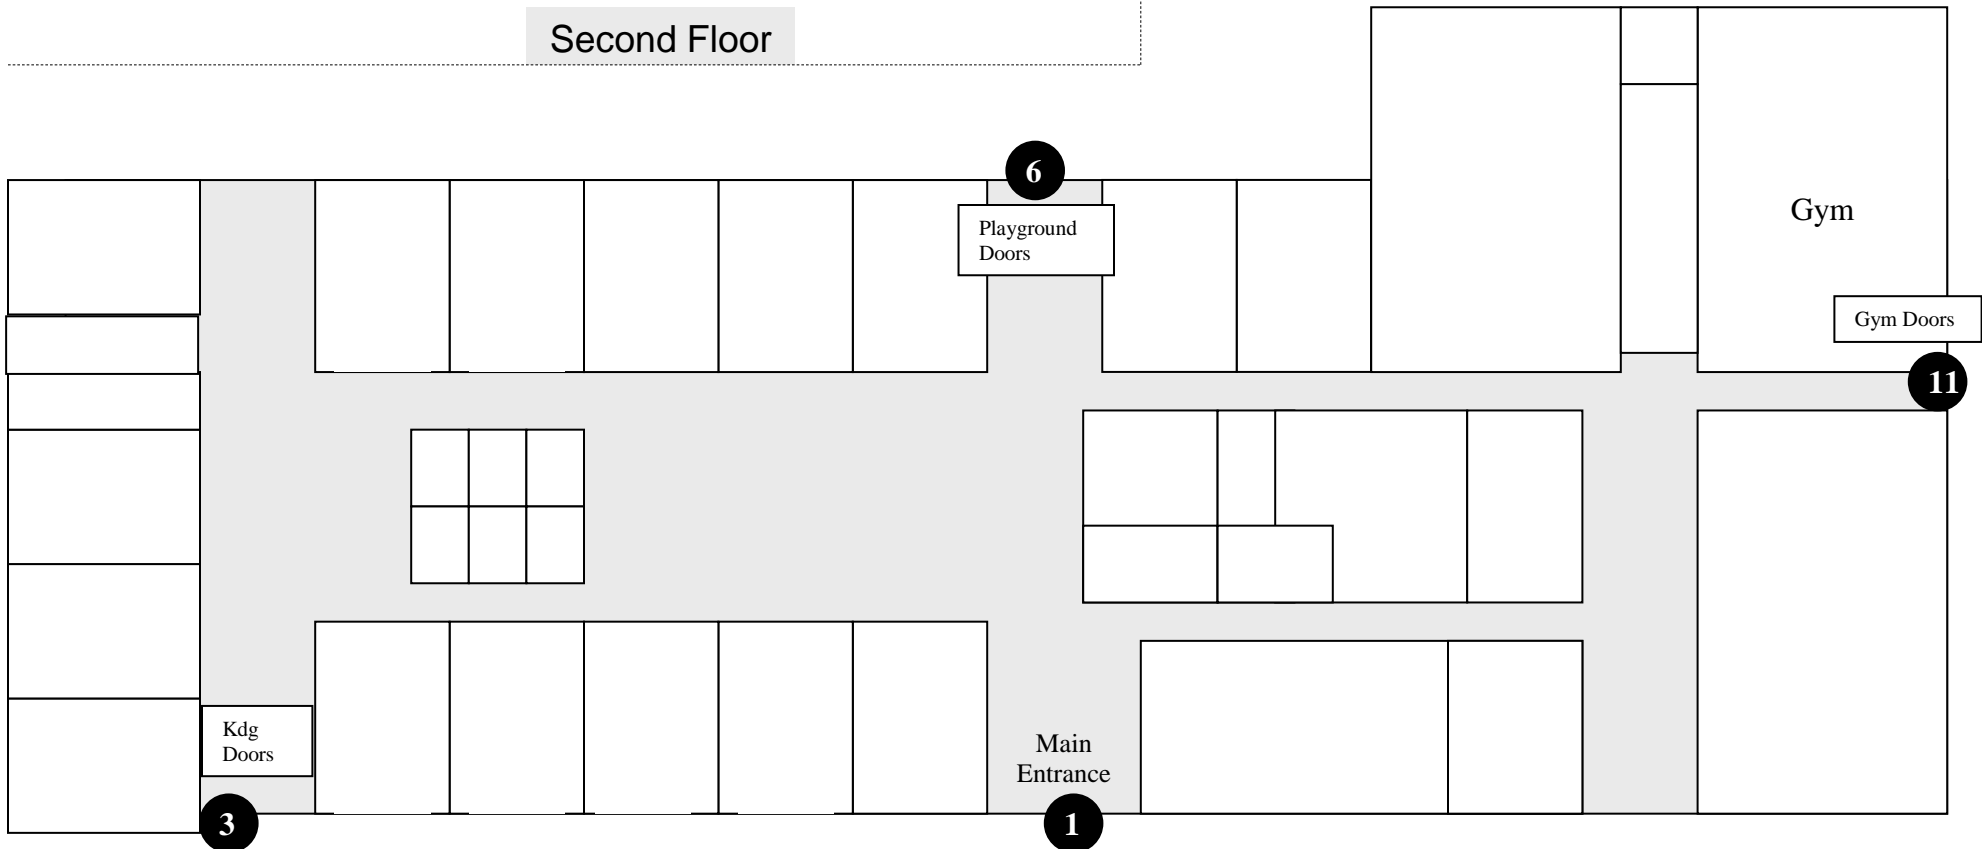 Second Floor
6
Playground
Doors
Gym
Gym Doors
11
Kdg
Doors
Main
Entrance
3
1